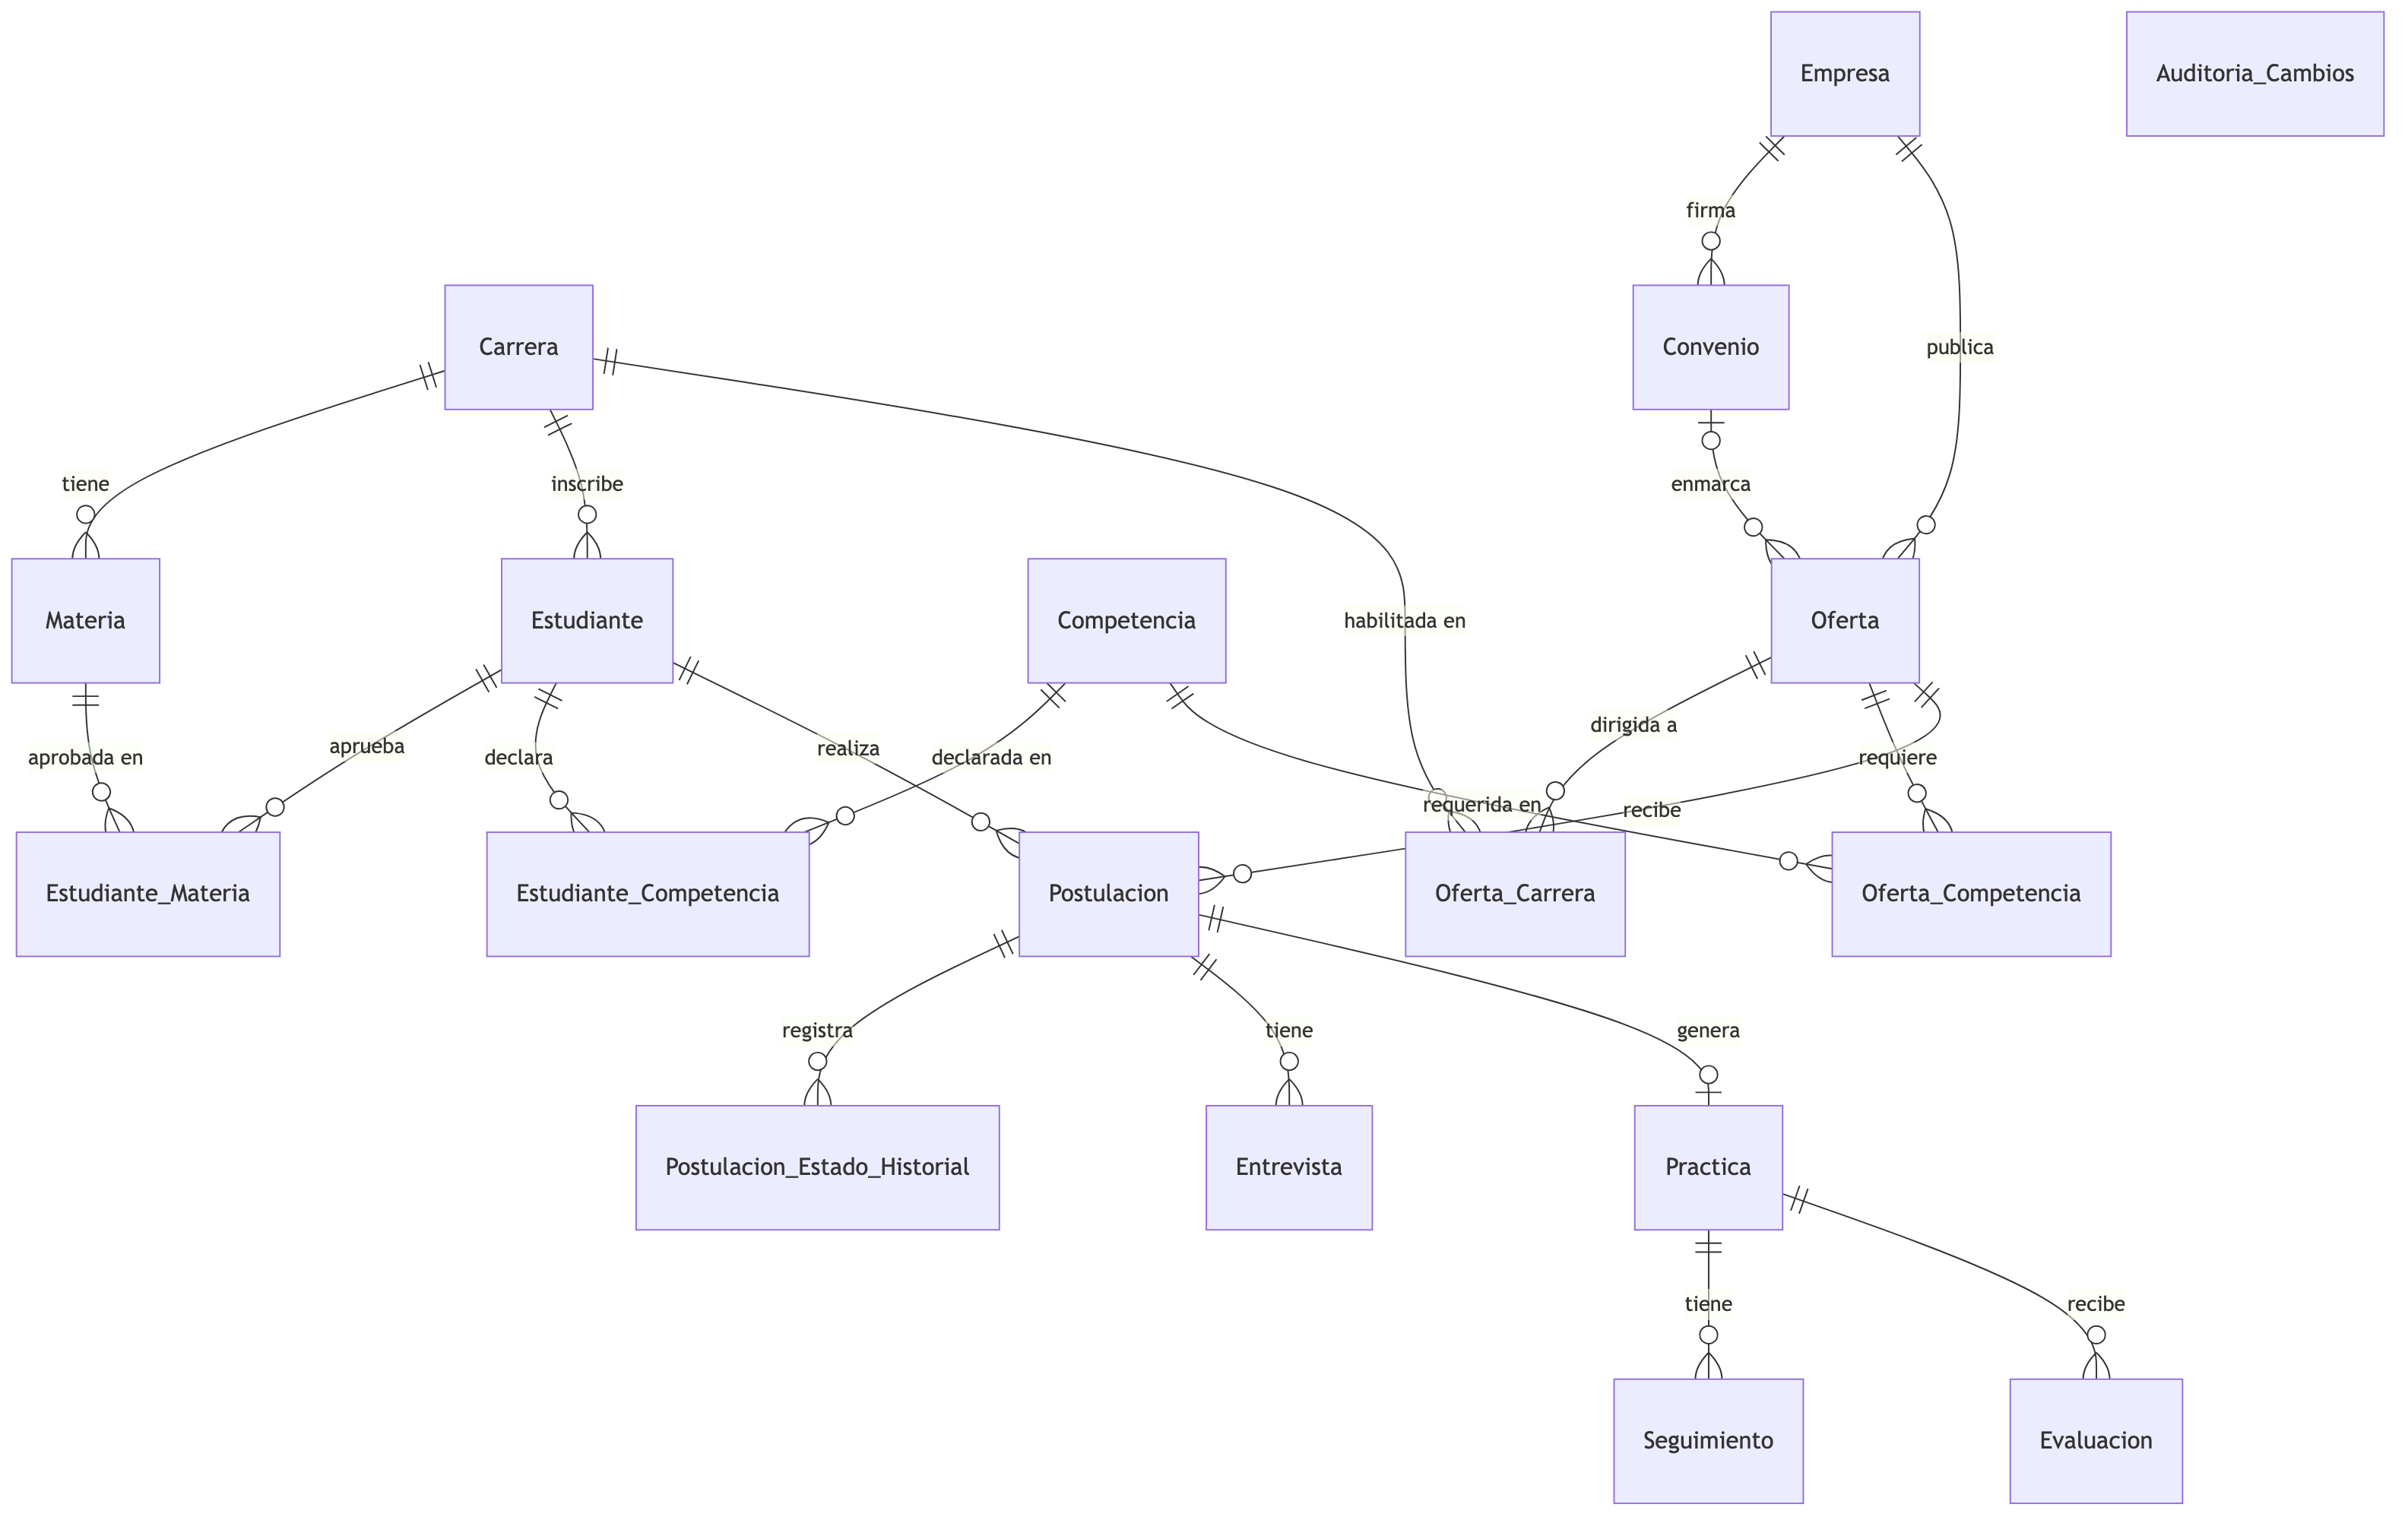 Empresa
Auditoria_Cambios
firma
Carrera
Convenio
publica
tiene
inscribe
enmarca
Materia
Estudiante
Competencia
habilitada en
Oferta
aprobada en
aprueba
declara
realiza
declarada en
dirigida a
requiere
requerida en
recibe
Estudiante_Materia
Estudiante_Competencia
Postulacion
Oferta_Carrera
Oferta_Competencia
registra
tiene
genera
Postulacion_Estado_Historial
Entrevista
Practica
tiene
recibe
Seguimiento
Evaluacion